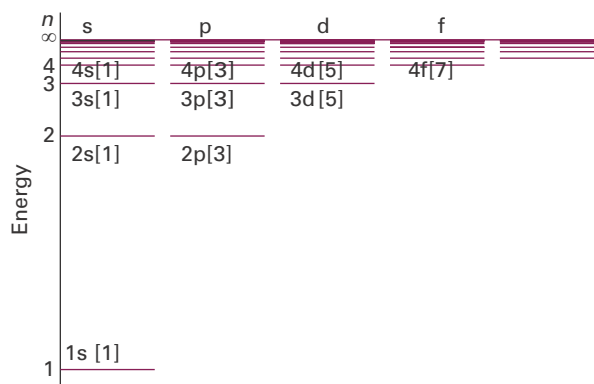 n s p d f
∞
4 4s[1] 4p[3] 4d[5] 4f[7]
3 3s[1] 3p[3] 3d[5]
2
2s[1] 2p[3]
Energy
1s [1]
1